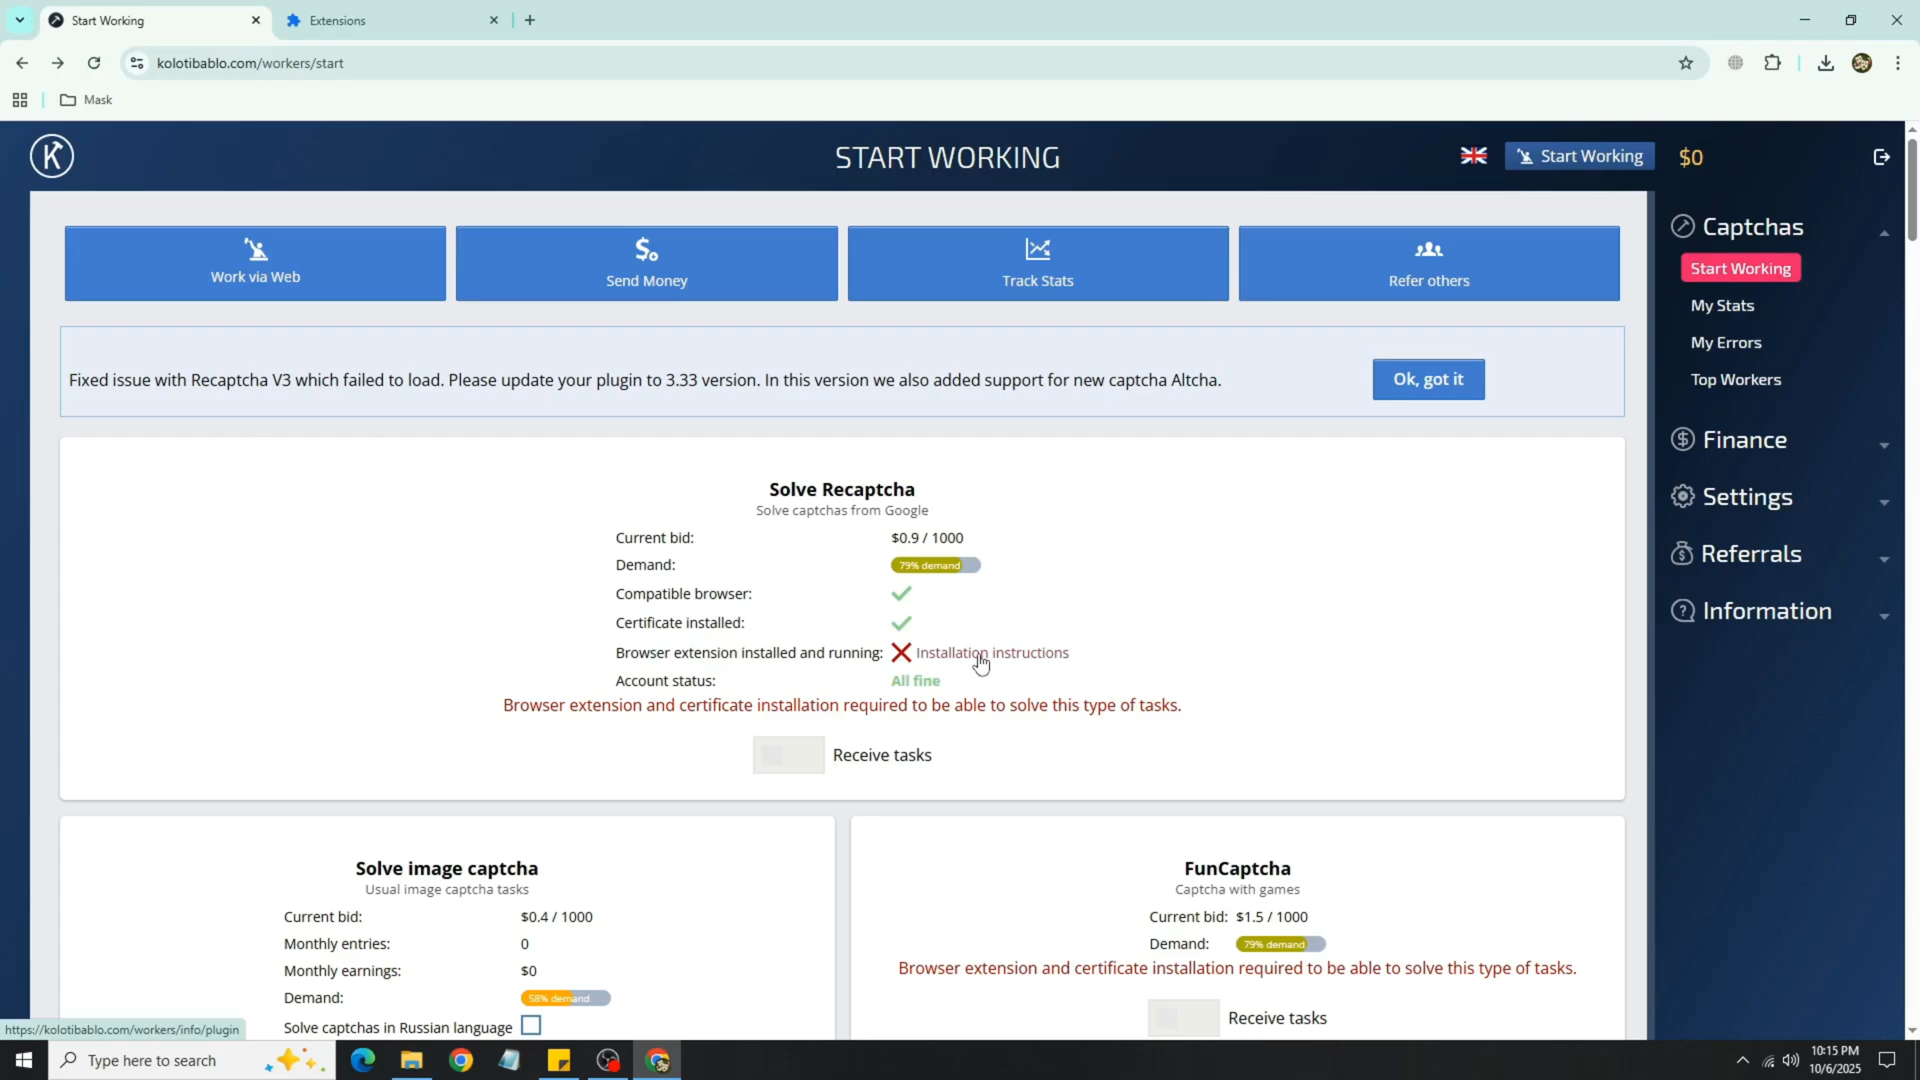 Start Working
Extensions
kolotibablo.com/workers/start
Mask
K
START WORKING
Start Working
$0
Work via Web
Send Money
Track Stats
Refer others
Captchas
Start Working
My Stats
My Errors
Top Workers
Finance
Settings
Referrals
Information
Fixed issue with Recaptcha V3 which failed to load. Please update your plugin to 3.33 version. In this version we also added support for new captcha Altcha.
Ok, got it
Solve Recaptcha
Solve captchas from Google
Current bid: $0.9 / 1000
Demand: 79% demand
Compatible browser:
Certificate installed:
Browser extension installed and running: Installation instructions
Account status: All fine
Browser extension and certificate installation required to be able to solve this type of tasks.
Receive tasks
Solve image captcha
Usual image captcha tasks
Current bid: $0.4 / 1000
Monthly entries: 0
Monthly earnings: $0
Demand: 58% demand
Solve captchas in Russian language
FunCaptcha
Captcha with games
Current bid: $1.5 / 1000
Demand: 79% demand
Browser extension and certificate installation required to be able to solve this type of tasks.
Receive tasks
https://kolotibablo.com/workers/info/plugin
Type here to search
10:15 PM
10/6/2025